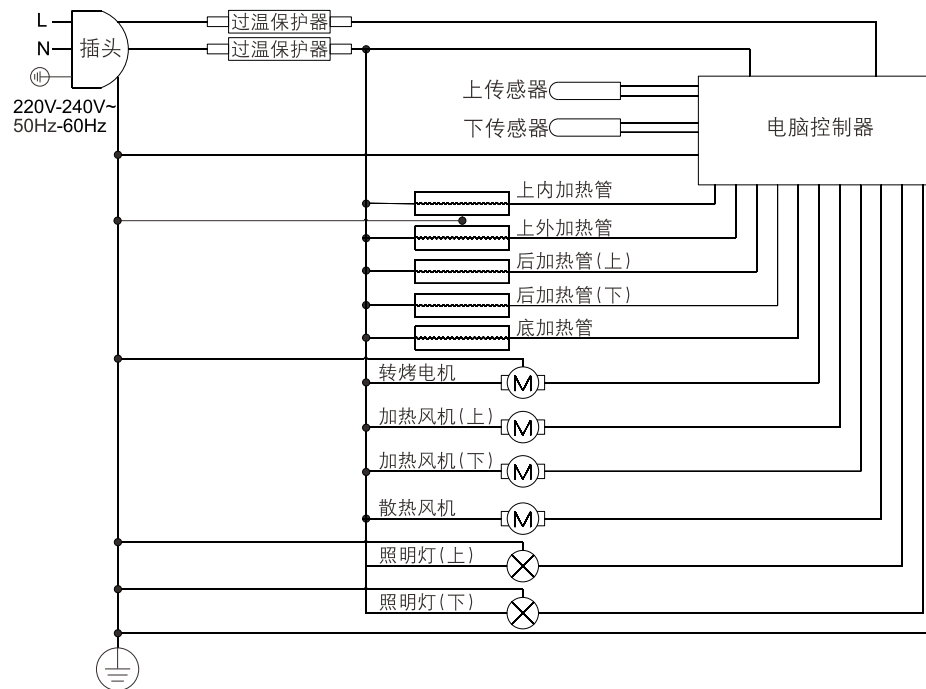 L
过温保护器
N
插头
过温保护器
220V-240V~
50Hz-60Hz
上传感器
下传感器
电脑控制器
上内加热管
上外加热管
后加热管(上)
后加热管(下)
底加热管
转烤电机
M
加热风机(上)
M
加热风机(下)
M
散热风机
M
照明灯(上)
照明灯(下)